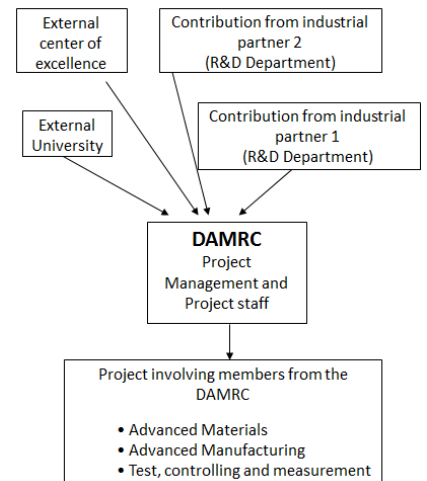 External
center of
excellence
Contribution from industrial
partner 2
(R&D Department)
External
University
Contribution from industrial
partner 1
(R&D Department)
DAMRC
Project
Management and
Project staff
Project involving members from the
DAMRC
• Advanced Materials
• Advanced Manufacturing
• Test, controlling and measurement